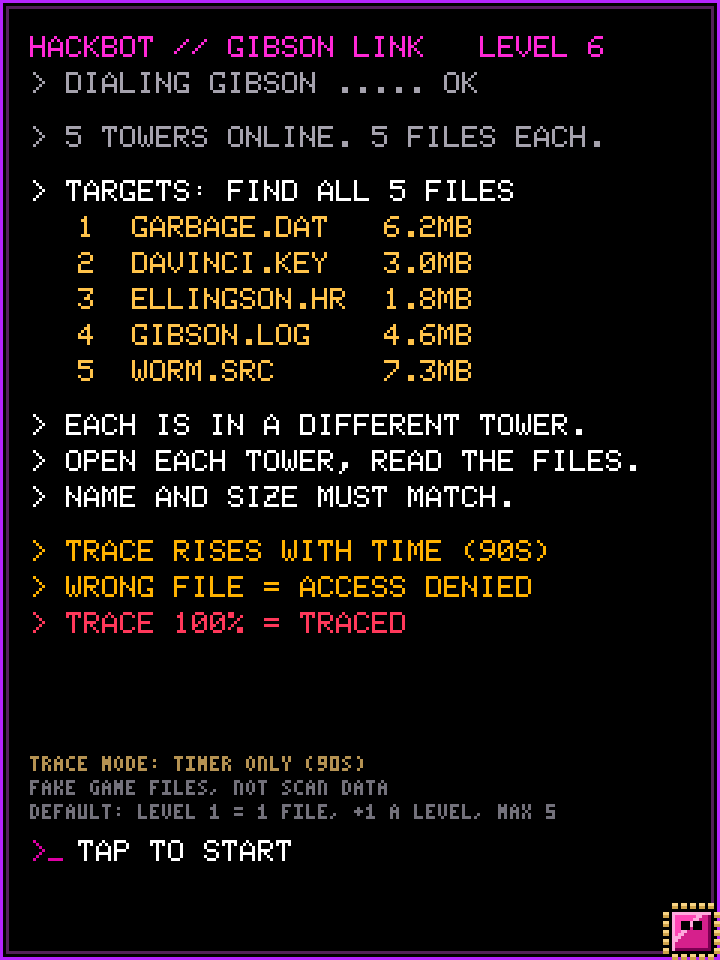 HACKBOT // GIBSON LINK   LEVEL 6
> DIALING GIBSON ..... OK
> 5 TOWERS ONLINE. 5 FILES EACH.
> TARGETS: FIND ALL 5 FILES
1  GARBAGE.DAT   6.2MB
2  DAVINCI.KEY   3.0MB
3  ELLINGSON.HR  1.8MB
4  GIBSON.LOG    4.6MB
5  WORM.SRC      7.3MB
> EACH IS IN A DIFFERENT TOWER.
> OPEN EACH TOWER, READ THE FILES.
> NAME AND SIZE MUST MATCH.
> TRACE RISES WITH TIME (90S)
> WRONG FILE = ACCESS DENIED
> TRACE 100% = TRACED
TRACE MODE: TIMER ONLY (90S)
FAKE GAME FILES, NOT SCAN DATA
DEFAULT: LEVEL 1 = 1 FILE, +1 A LEVEL, MAX 5
>_ TAP TO START